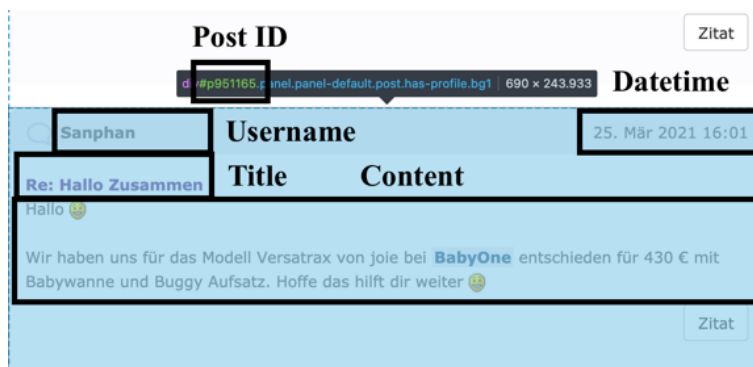 Zitat
Post ID
div#p951165.panel.panel-default.post.has-profile.bg1 690 × 243.933
Datetime
Sanphan
Username
25. Mär 2021 16:01
Re: Hallo Zusammen
Title
Content
Hallo
Wir haben uns für das Modell Versatrax von joie bei BabyOne entschieden für 430 € mit
Babywanne und Buggy Aufsatz. Hoffe das hilft dir weiter
Zitat